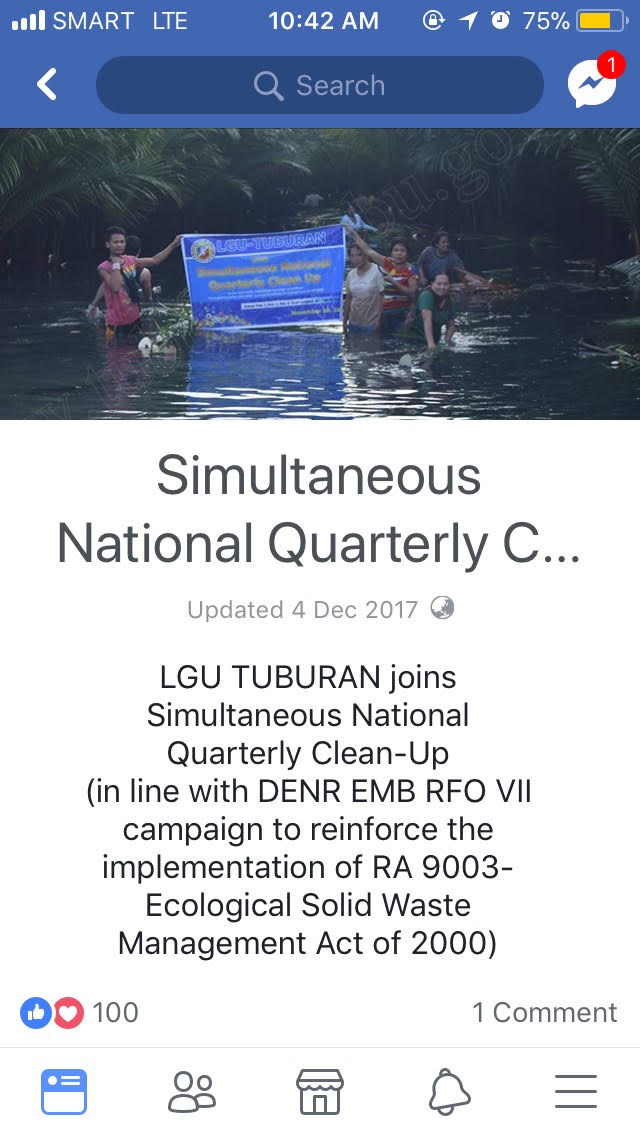 SMART LTE 10:42 AM 75%
Search
1
LGU-TUBURAN
Simultaneous National
Quarterly Clean Up
Simultaneous
National Quarterly C...
Updated 4 Dec 2017
LGU TUBURAN joins
Simultaneous National
Quarterly Clean-Up
(in line with DENR EMB RFO VII
campaign to reinforce the
implementation of RA 9003-
Ecological Solid Waste
Management Act of 2000)
100
1 Comment